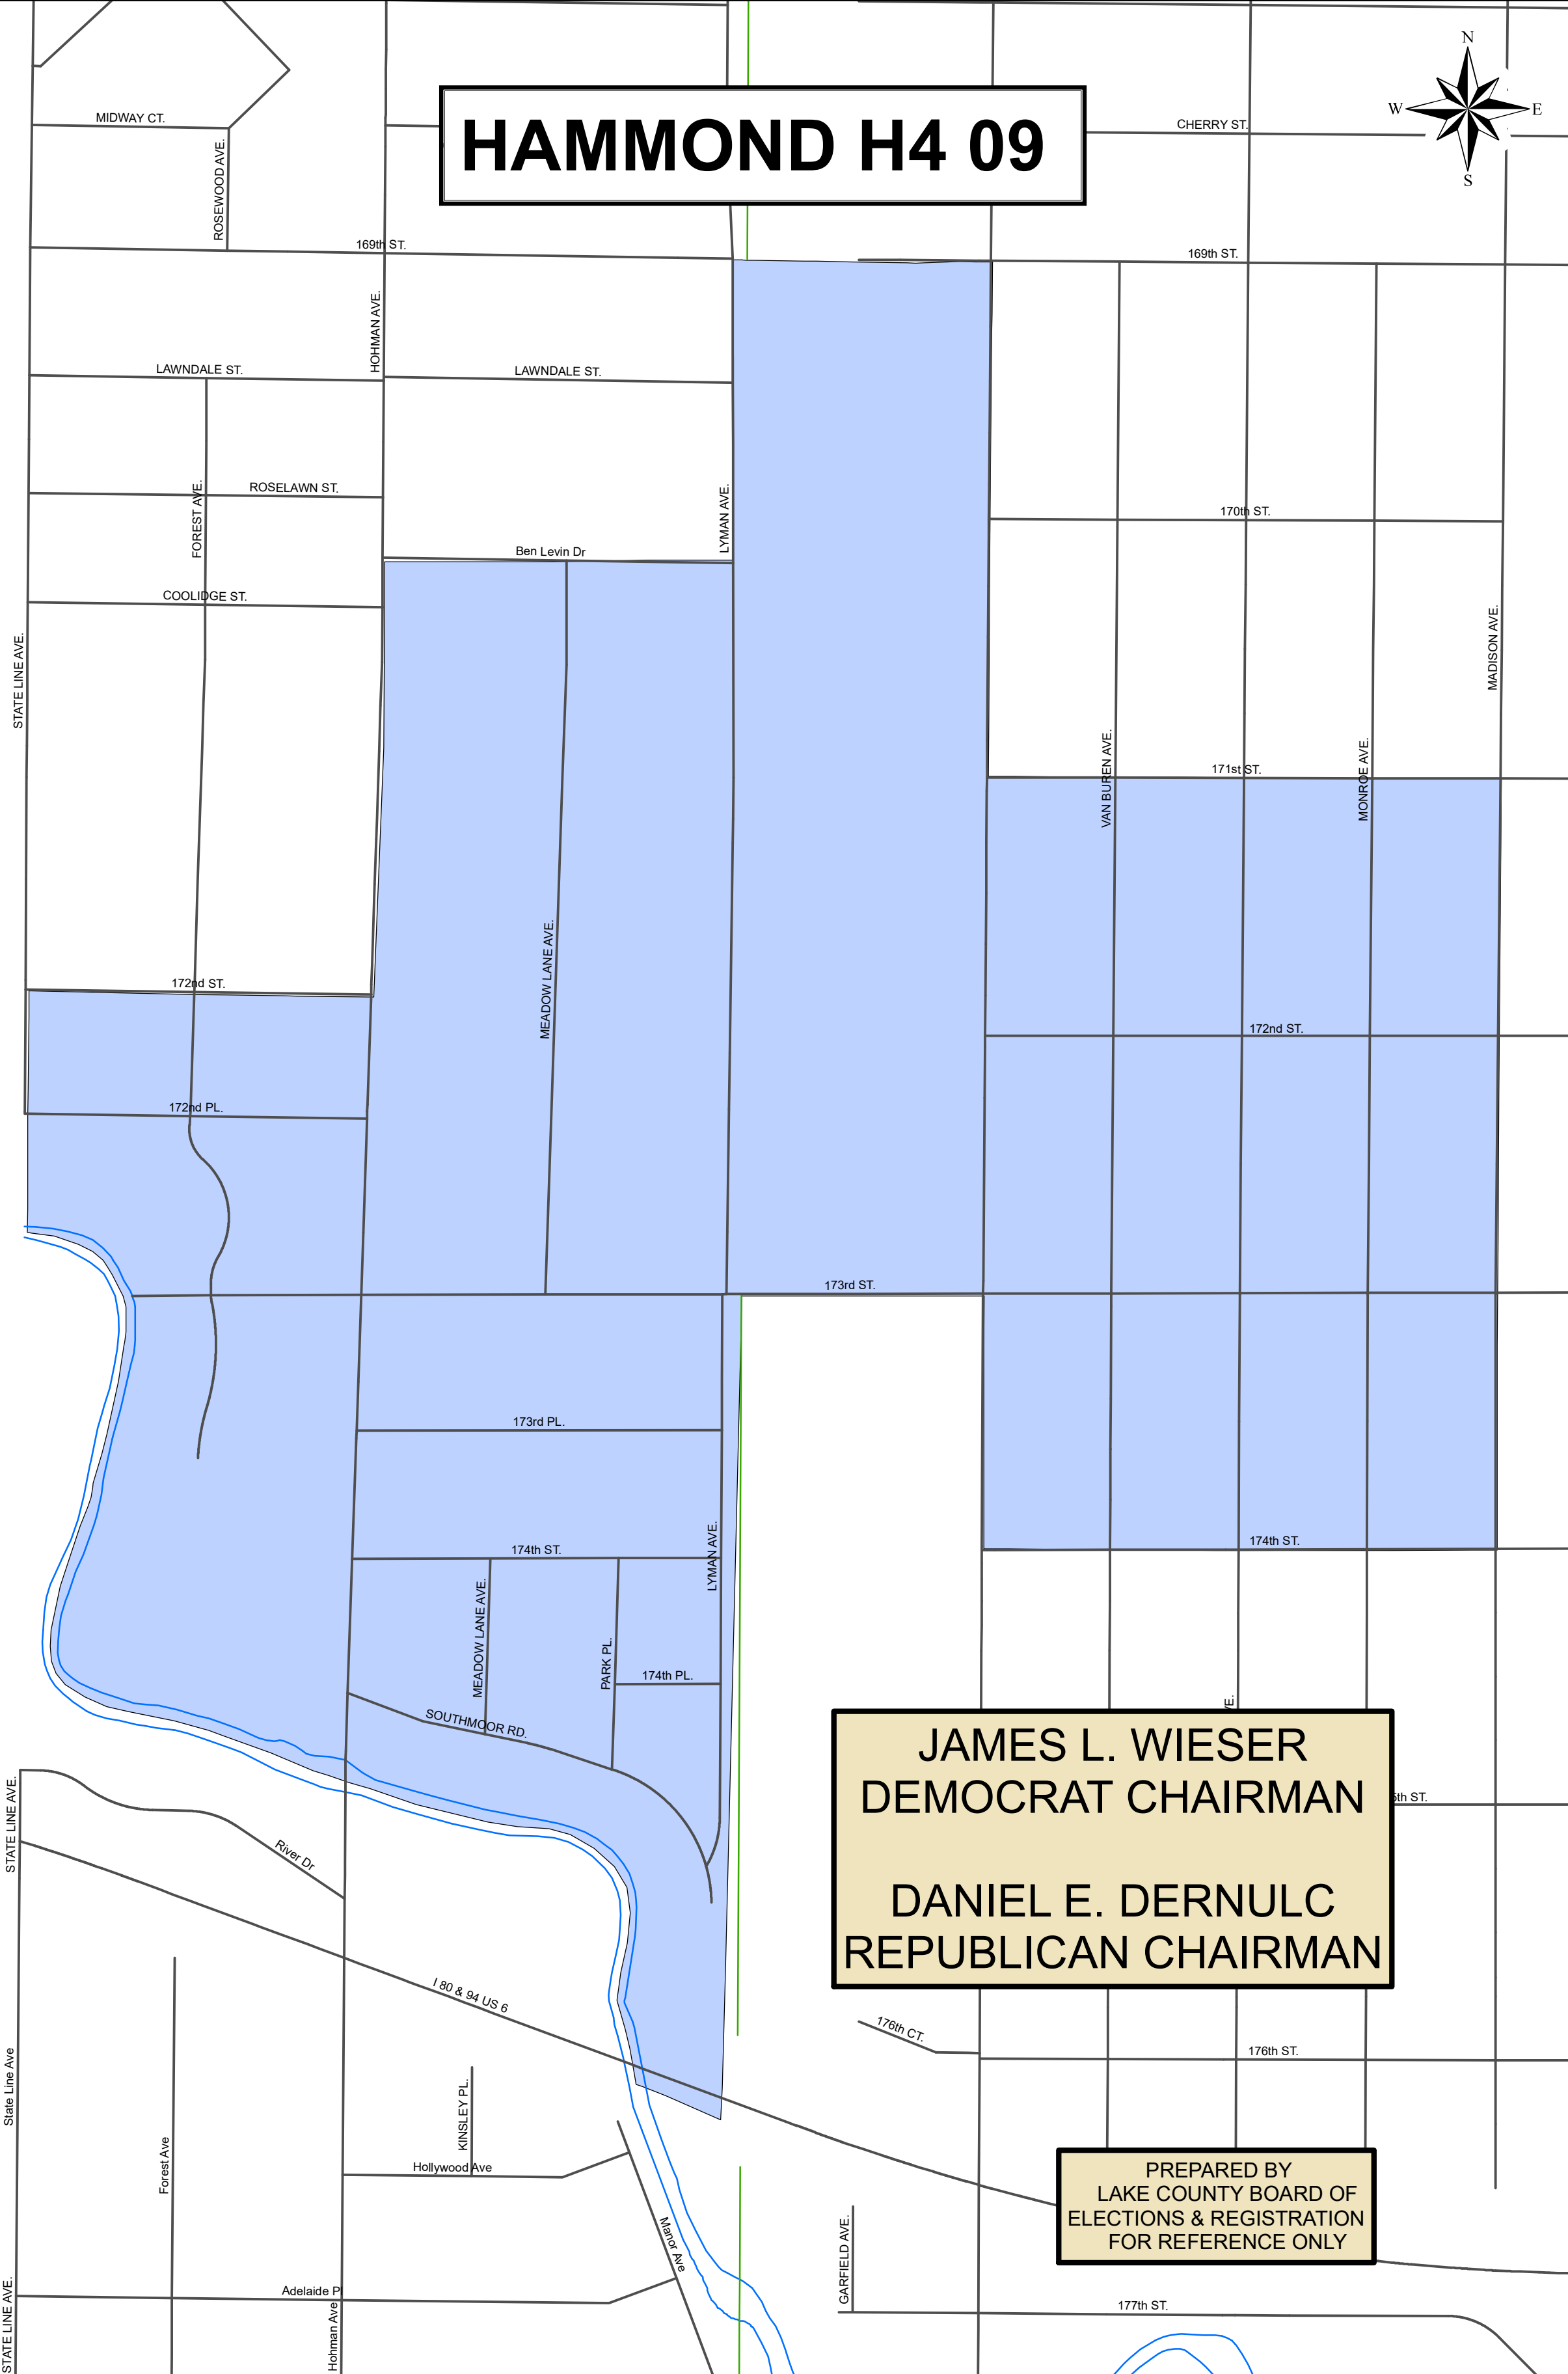 N
MIDWAY CT.
HAMMOND H4 09
CHERRY ST.
W
E
S
ROSEWOOD AVE.
169th ST.
169th ST.
HOHMAN AVE.
LAWNDALE ST.
LAWNDALE ST.
FOREST AVE.
ROSELAWN ST.
LYMAN AVE.
170th ST.
Ben Levin Dr
COOLIDGE ST.
STATE LINE AVE.
MADISON AVE.
VAN BUREN AVE.
171st ST.
MONROE AVE.
172nd ST.
MEADOW LANE AVE.
172nd ST.
172nd PL.
173rd ST.
173rd PL.
174th ST.
LYMAN AVE.
174th ST.
MEADOW LANE AVE.
PARK PL.
174th PL.
SOUTHMOOR RD.
VE.
JAMES L. WIESER
DEMOCRAT CHAIRMAN
DANIEL E. DERNULC
REPUBLICAN CHAIRMAN
5th ST.
STATE LINE AVE.
River Dr
I 80 & 94 US 6
176th CT.
176th ST.
State Line Ave
KINSLEY PL.
Forest Ave
Hollywood Ave
PREPARED BY
LAKE COUNTY BOARD OF
ELECTIONS & REGISTRATION
FOR REFERENCE ONLY
Manor Ave
GARFIELD AVE.
Adelaide Pl
177th ST.
STATE LINE AVE.
Hohman Ave